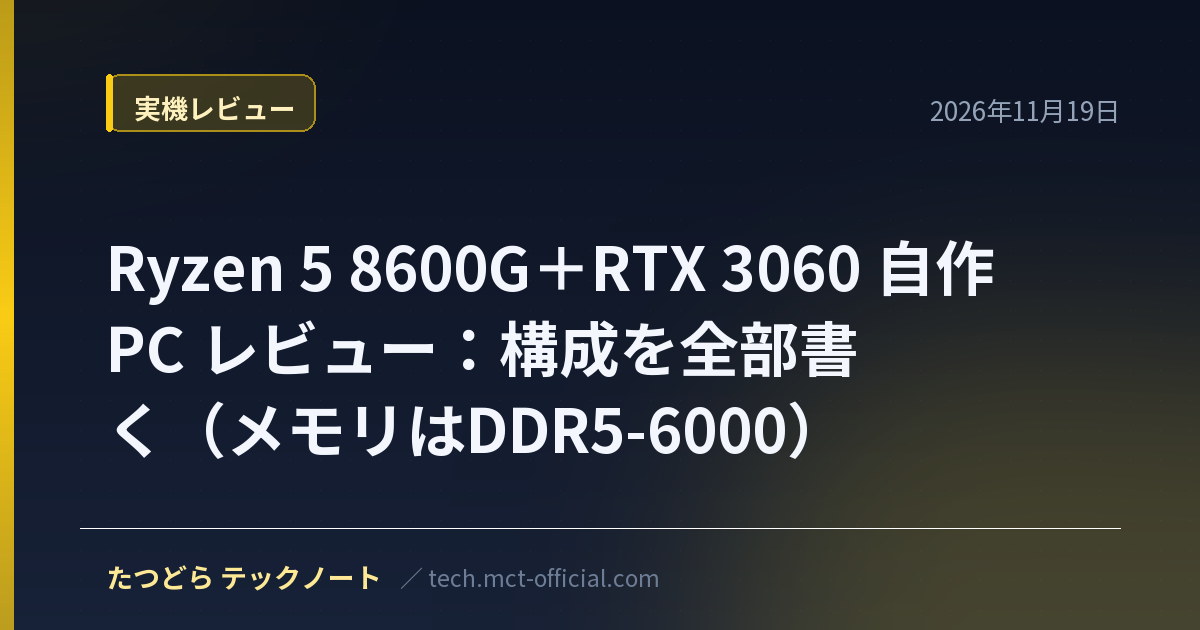 実機レビュー
2026年11月19日
Ryzen 5 8600G＋RTX 3060 自作
PC レビュー：構成を全部書
く（メモリはDDR5-6000）
たつどら テックノート ／ tech.mct-official.com